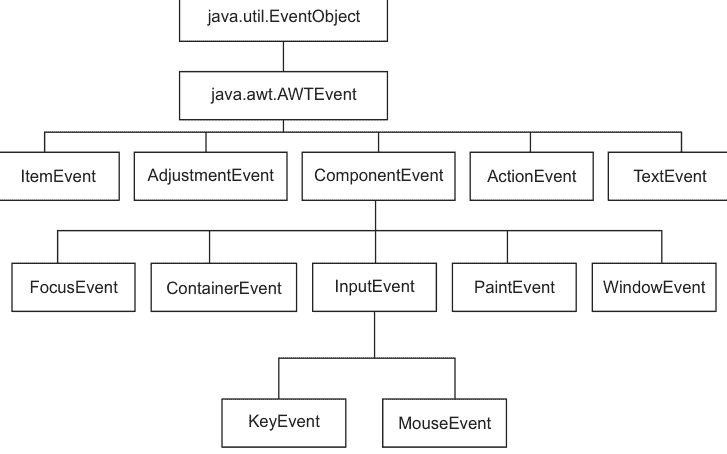 java.util.EventObject
java.awt.AWTEvent
ItemEvent
AdjustmentEvent
ComponentEvent
ActionEvent
TextEvent
FocusEvent
ContainerEvent
InputEvent
PaintEvent
WindowEvent
KeyEvent
MouseEvent